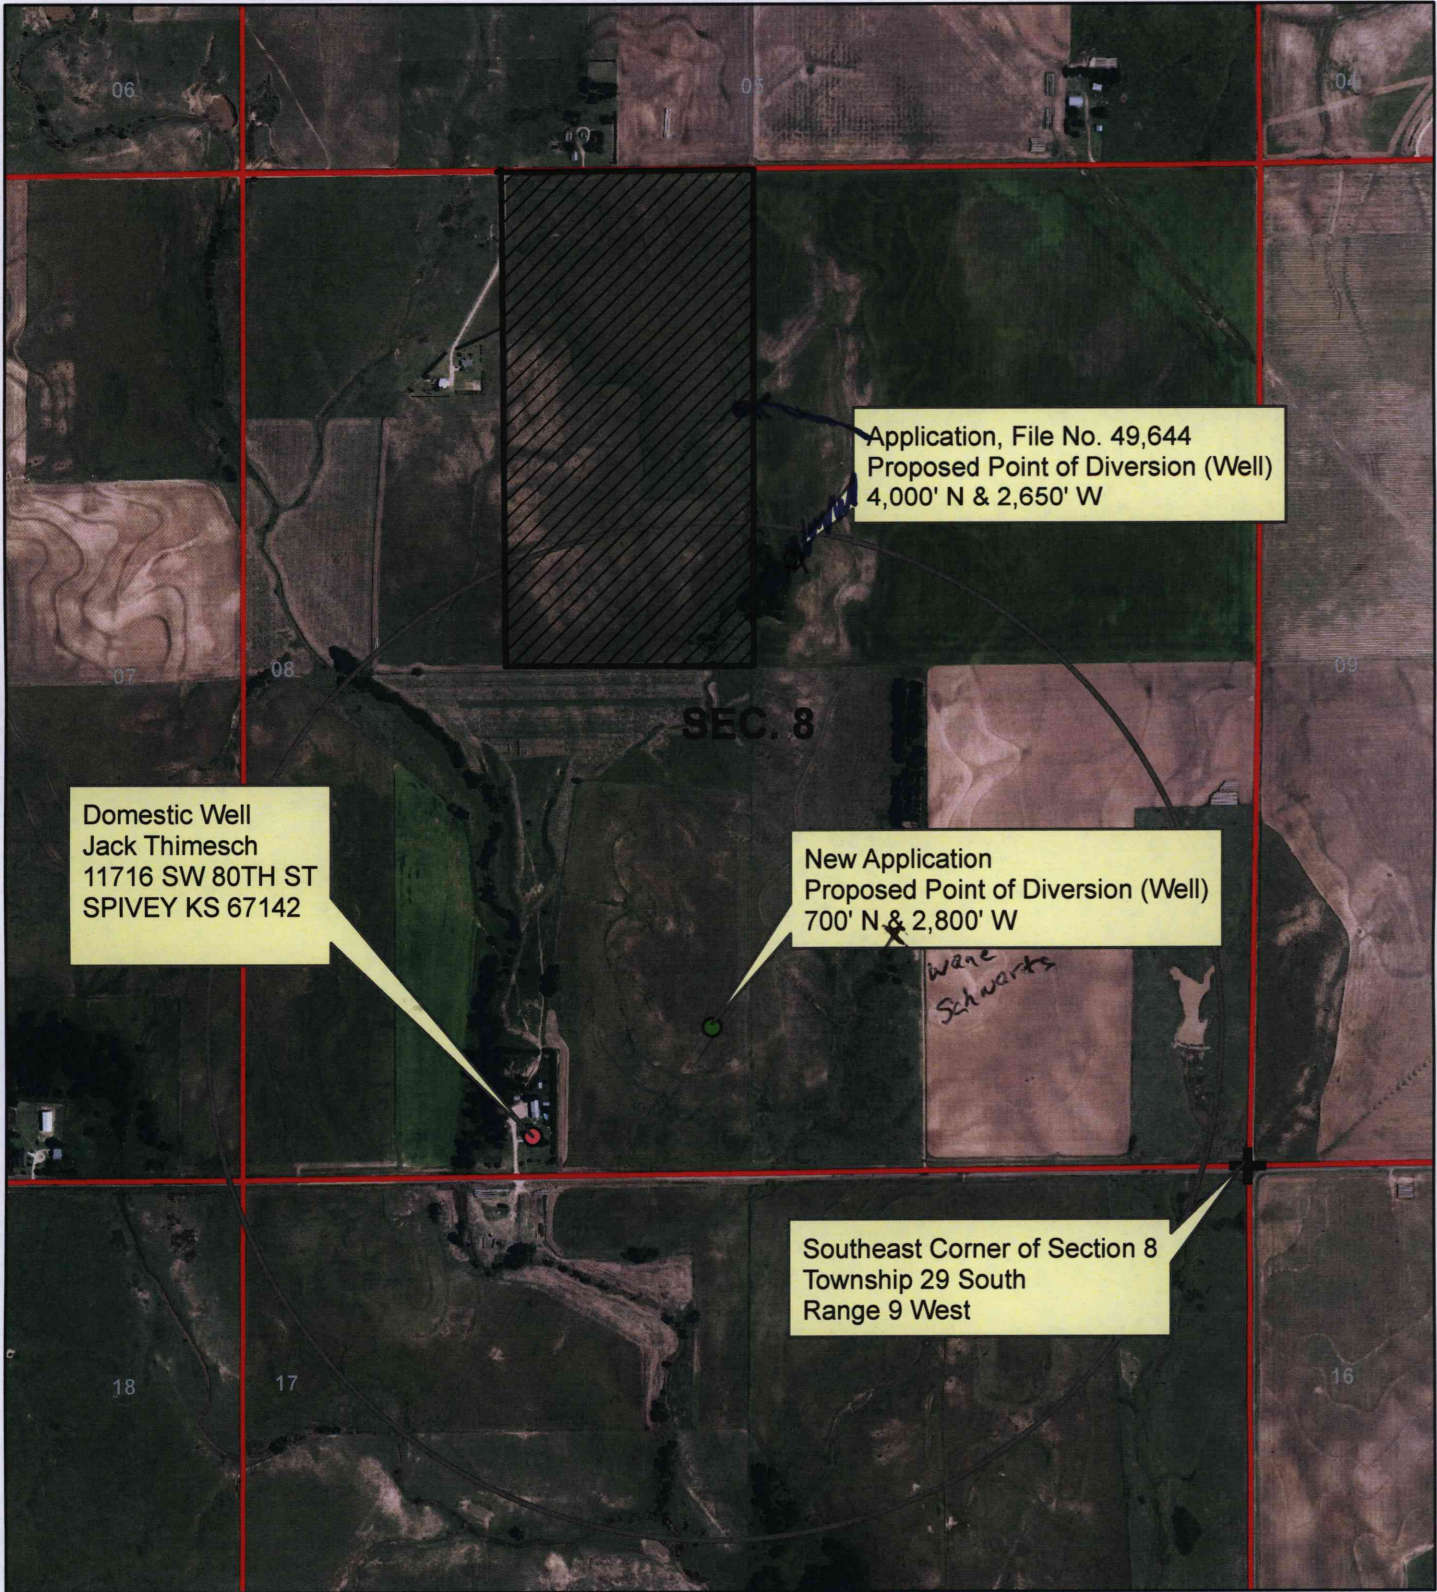 06
05
04
Application, File No. 49,644
Proposed Point of Diversion (Well)
4,000' N & 2,650' W
07
08
09
SEC. 8
Domestic Well
Jack Thimesch
11716 SW 80TH ST
SPIVEY KS 67142
New Application
Proposed Point of Diversion (Well)
700' N & 2,800' W
X
wane
Schwarts
Southeast Corner of Section 8
Township 29 South
Range 9 West
18
17
16